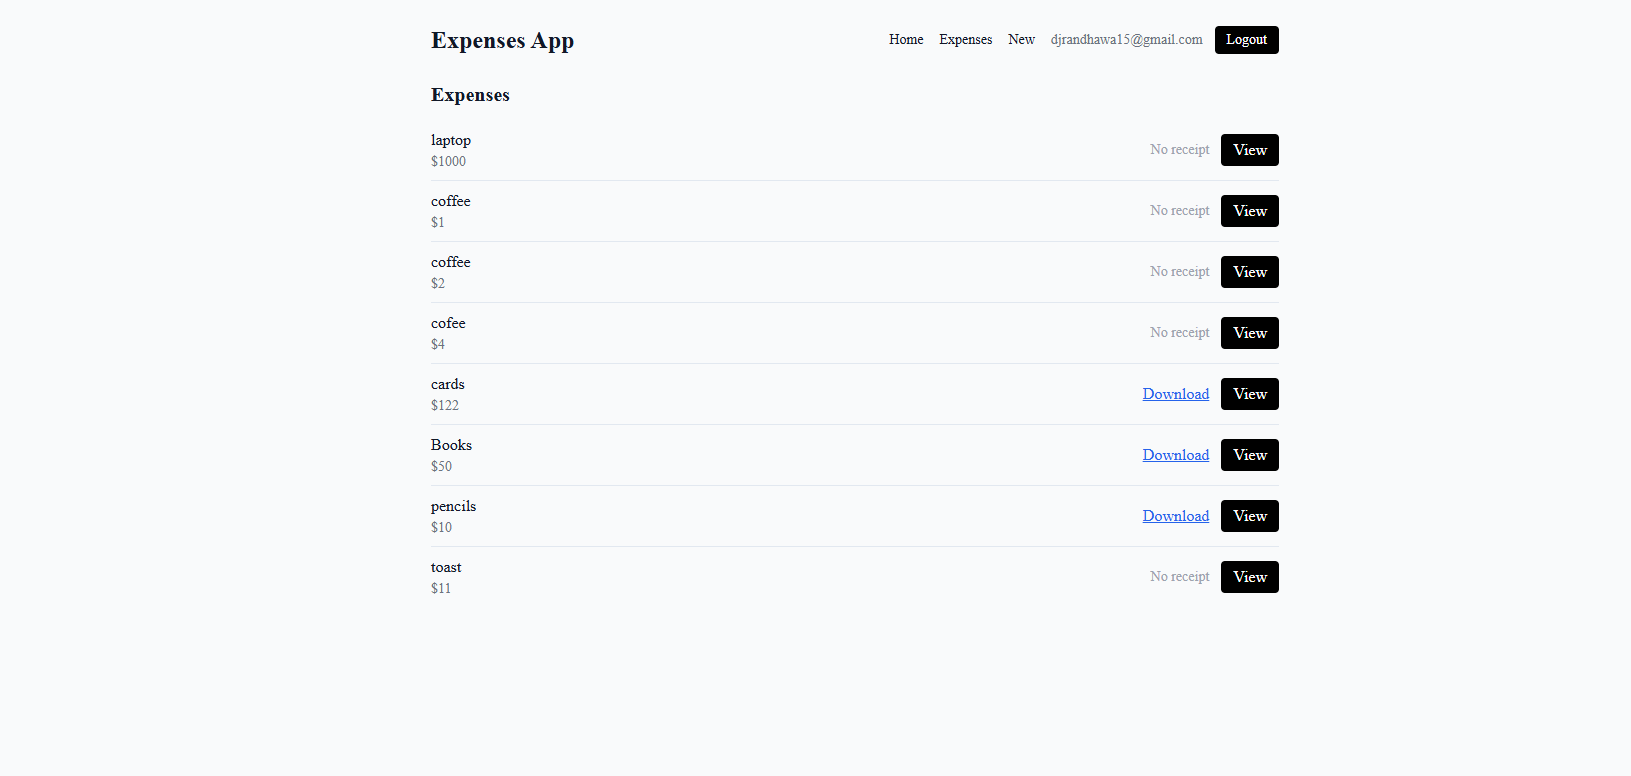 Expenses App Home Expenses New djrandhawa15@gmail.com Logout
Expenses
laptop
$1000
No receipt View
coffee
$1
No receipt View
coffee
$2
No receipt View
cofee
$4
No receipt View
cards
$122
Download View
Books
$50
Download View
pencils
$10
Download View
toast
$11
No receipt View